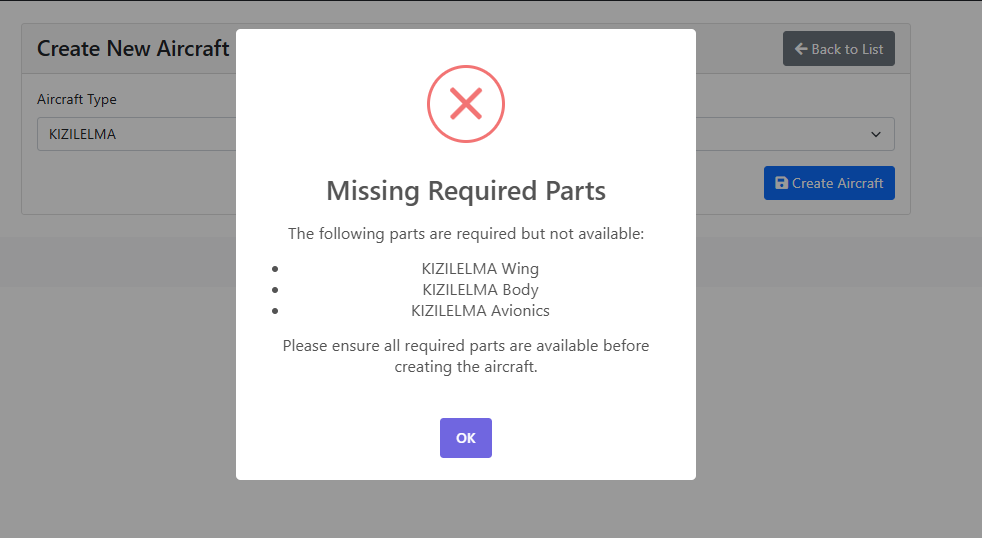 Create New Aircraft
Back to List
Aircraft Type
KIZILELMA
Create Aircraft
Missing Required Parts
The following parts are required but not available:
KIZILELMA Wing
KIZILELMA Body
KIZILELMA Avionics
Please ensure all required parts are available before
creating the aircraft.
OK